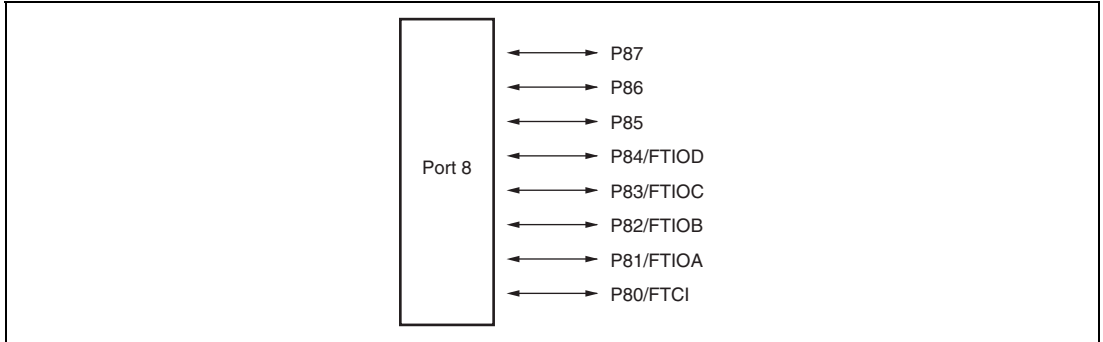 Port 8
P87
P86
P85
P84/FTIOD
P83/FTIOC
P82/FTIOB
P81/FTIOA
P80/FTCI